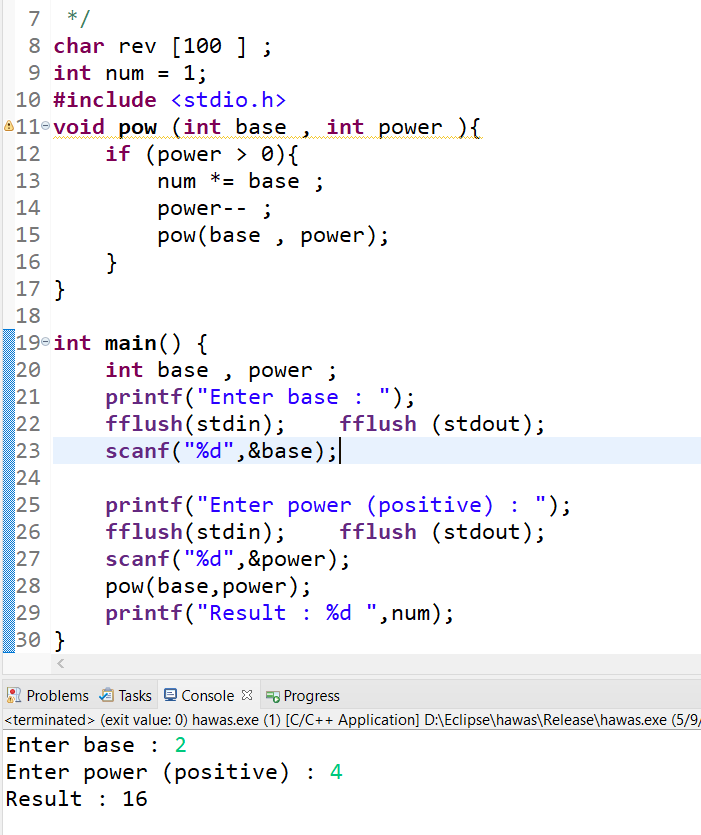 7 */
8 char rev [100 ] ;
9 int num = 1;
10 #include <stdio.h>
11 void pow (int base , int power ){
12     if (power > 0){
13         num *= base ;
14         power-- ;
15         pow(base , power);
16     }
17 }
18
19 int main() {
20     int base , power ;
21     printf("Enter base : ");
22     fflush(stdin);    fflush (stdout);
23     scanf("%d",&base);
24
25     printf("Enter power (positive) : ");
26     fflush(stdin);    fflush (stdout);
27     scanf("%d",&power);
28     pow(base,power);
29     printf("Result : %d ",num);
30 }
Problems Tasks Console Progress
<terminated> (exit value: 0) hawas.exe (1) [C/C++ Application] D:\Eclipse\hawas\Release\hawas.exe (5/9/
Enter base : 2
Enter power (positive) : 4
Result : 16